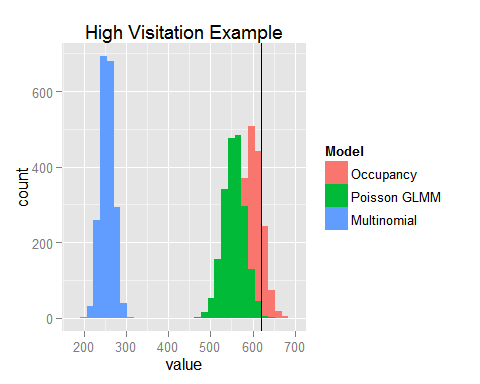 High Visitation Example
count
600
400
200
0
200 300 400 500 600 700
value
Model
Occupancy
Poisson GLMM
Multinomial